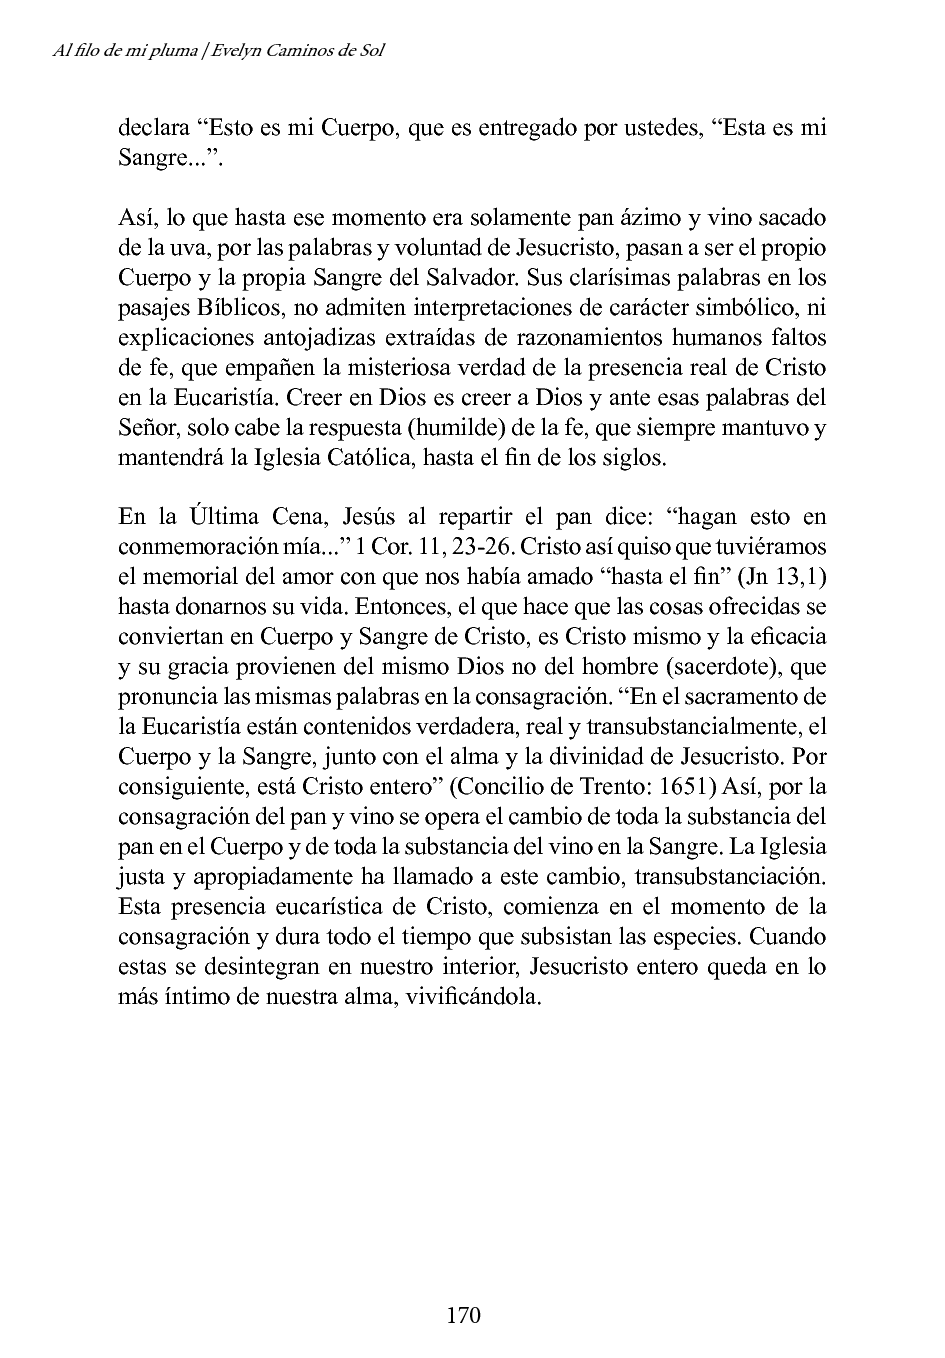 Al filo de mi pluma / Evelyn Caminos de Sol
declara “Esto es mi Cuerpo, que es entregado por ustedes, “Esta es mi
Sangre...”.
Así, lo que hasta ese momento era solamente pan ázimo y vino sacado
de la uva, por las palabras y voluntad de Jesucristo, pasan a ser el propio
Cuerpo y la propia Sangre del Salvador. Sus clarísimas palabras en los
pasajes Bíblicos, no admiten interpretaciones de carácter simbólico, ni
explicaciones antojadizas extraídas de razonamientos humanos faltos
de fe, que empañen la misteriosa verdad de la presencia real de Cristo
en la Eucaristía. Creer en Dios es creer a Dios y ante esas palabras del
Señor, solo cabe la respuesta (humilde) de la fe, que siempre mantuvo y
mantendrá la Iglesia Católica, hasta el fin de los siglos.
En la Última Cena, Jesús al repartir el pan dice: “hagan esto en
conmemoración mía...” 1 Cor. 11, 23-26. Cristo así quiso que tuviéramos
el memorial del amor con que nos había amado “hasta el fin” (Jn 13,1)
hasta donarnos su vida. Entonces, el que hace que las cosas ofrecidas se
conviertan en Cuerpo y Sangre de Cristo, es Cristo mismo y la eficacia
y su gracia provienen del mismo Dios no del hombre (sacerdote), que
pronuncia las mismas palabras en la consagración. “En el sacramento de
la Eucaristía están contenidos verdadera, real y transubstancialmente, el
Cuerpo y la Sangre, junto con el alma y la divinidad de Jesucristo. Por
consiguiente, está Cristo entero” (Concilio de Trento: 1651) Así, por la
consagración del pan y vino se opera el cambio de toda la substancia del
pan en el Cuerpo y de toda la substancia del vino en la Sangre. La Iglesia
justa y apropiadamente ha llamado a este cambio, transubstanciación.
Esta presencia eucarística de Cristo, comienza en el momento de la
consagración y dura todo el tiempo que subsistan las especies. Cuando
estas se desintegran en nuestro interior, Jesucristo entero queda en lo
más íntimo de nuestra alma, vivificándola.
170